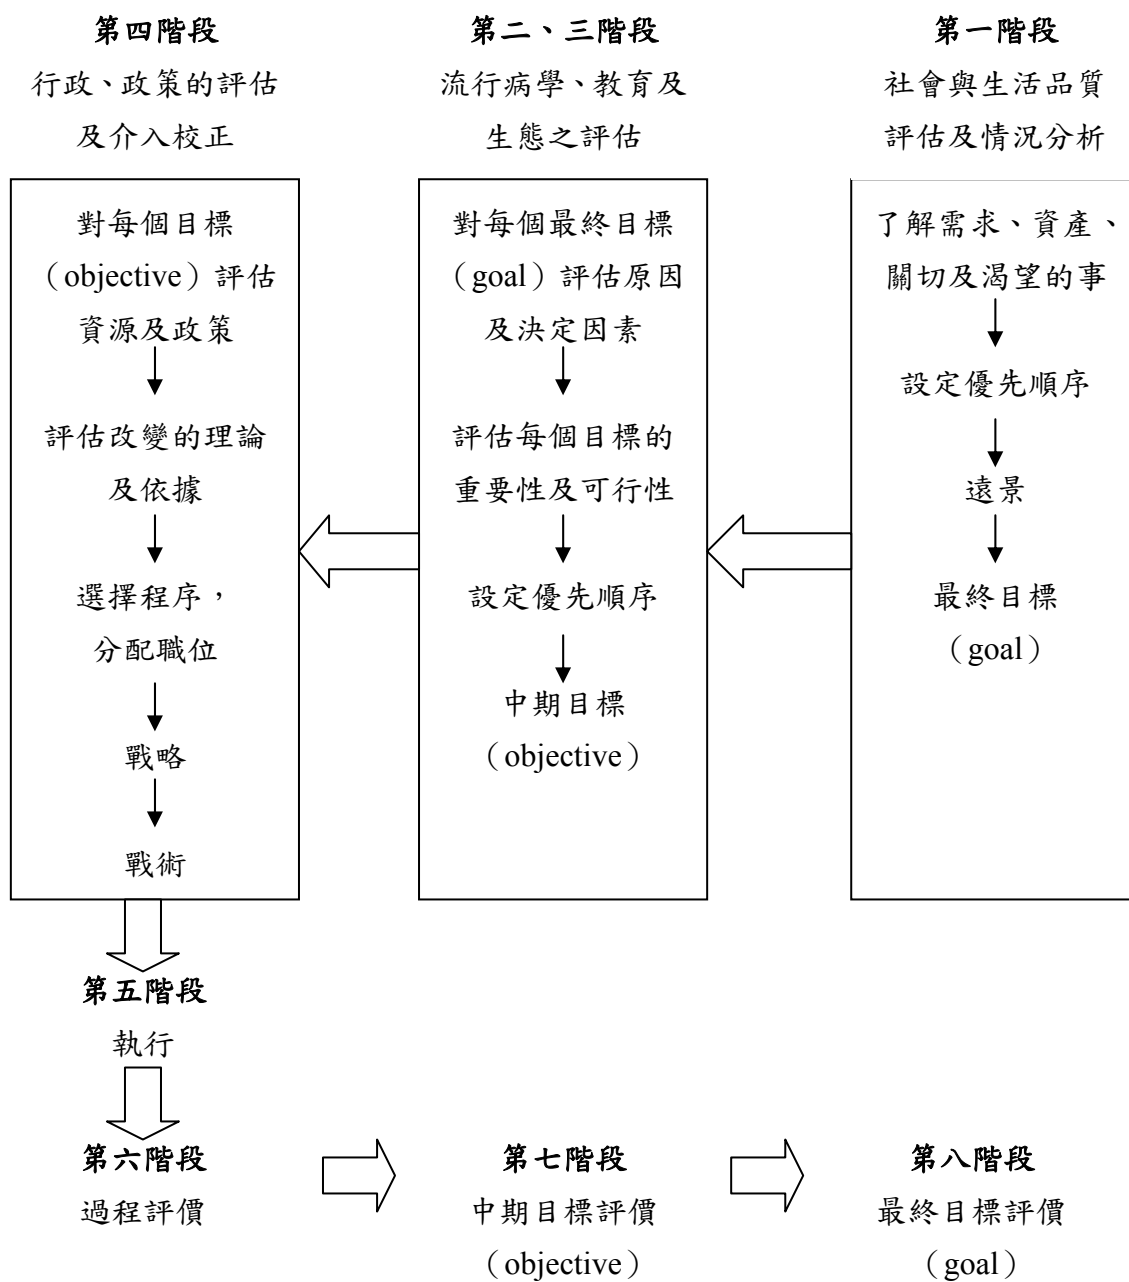 第四階段
行政、政策的評估
及介入校正
對每個目標
（objective）評估
資源及政策
評估改變的理論
及依據
選擇程序，
分配職位
戰略
戰術
第二、三階段
流行病學、教育及
生態之評估
對每個最終目標
（goal）評估原因
及決定因素
評估每個目標的
重要性及可行性
設定優先順序
中期目標
（objective）
第一階段
社會與生活品質
評估及情況分析
了解需求、資產、
關切及渴望的事
設定優先順序
遠景
最終目標
（goal）
第五階段
執行
第六階段
過程評價
第七階段
中期目標評價
（objective）
第八階段
最終目標評價
（goal）